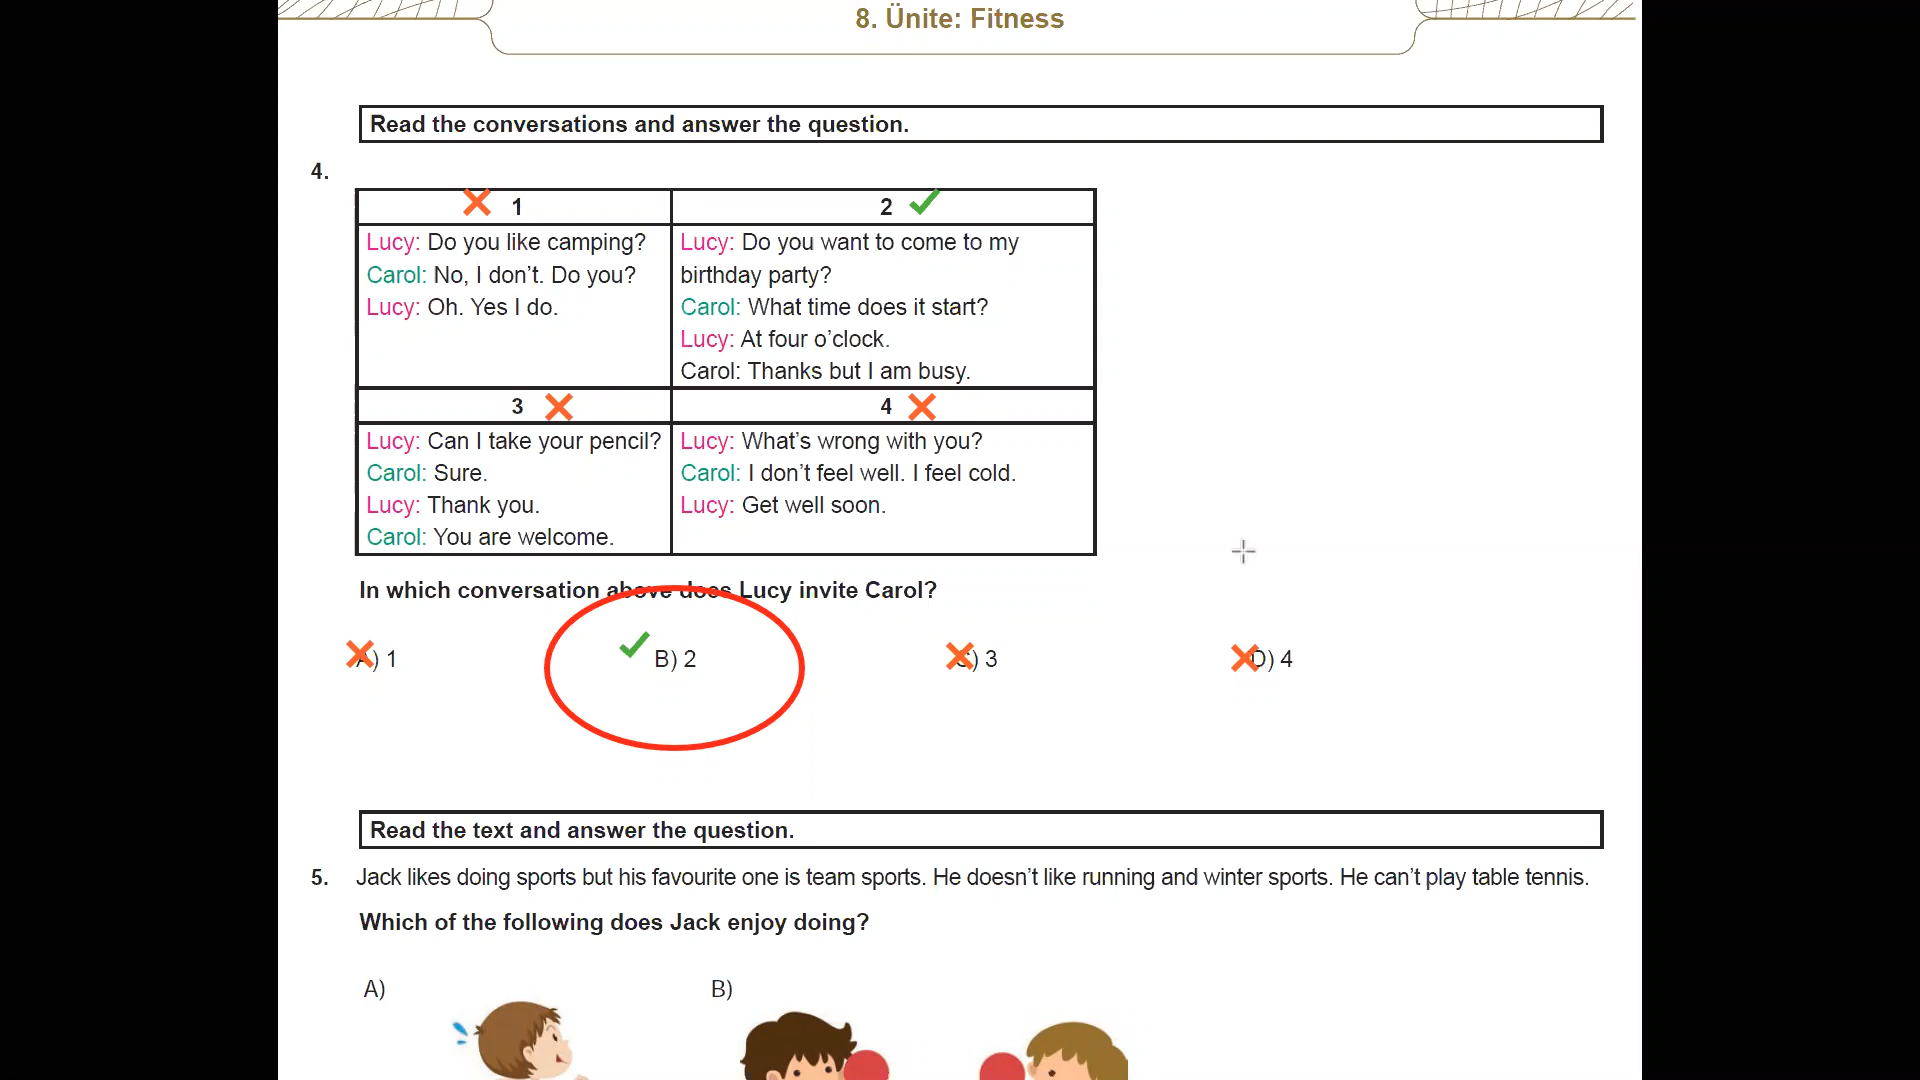 8. Ünite: Fitness
Read the conversations and answer the question.
4.
1
Lucy: Do you like camping?
Carol: No, I don’t. Do you?
Lucy: Oh. Yes I do.
2
Lucy: Do you want to come to my
birthday party?
Carol: What time does it start?
Lucy: At four o’clock.
Carol: Thanks but I am busy.
3
Lucy: Can I take your pencil?
Carol: Sure.
Lucy: Thank you.
Carol: You are welcome.
4
Lucy: What’s wrong with you?
Carol: I don’t feel well. I feel cold.
Lucy: Get well soon.
In which conversation above does Lucy invite Carol?
A) 1
B) 2
C) 3
D) 4
Read the text and answer the question.
5. Jack likes doing sports but his favourite one is team sports. He doesn’t like running and winter sports. He can’t play table tennis.
Which of the following does Jack enjoy doing?
A)
B)